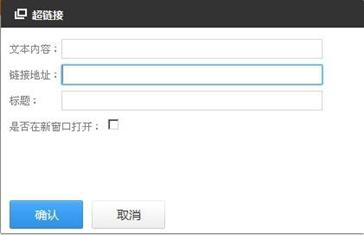 超链接
文本内容：
链接地址：
标题：
是否在新窗口打开：
确认 取消